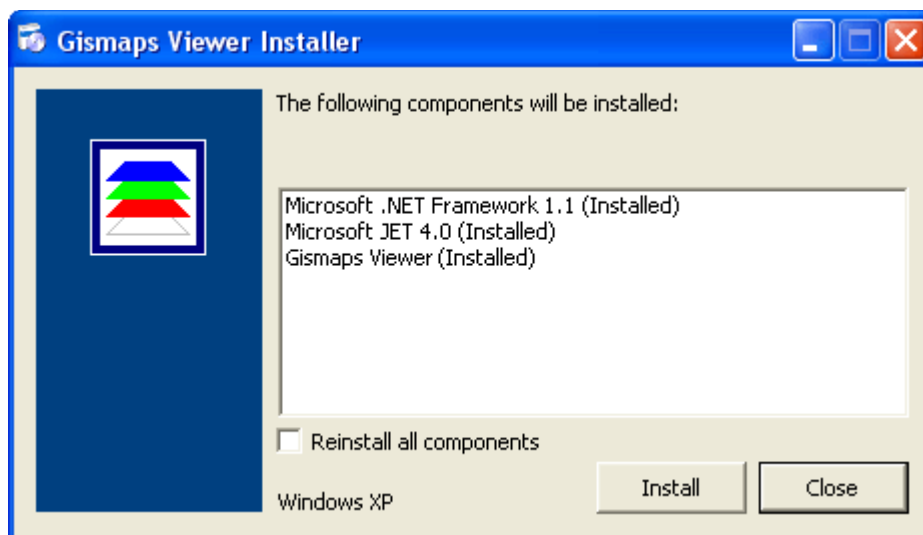 Gismaps Viewer Installer
The following components will be installed:
Microsoft .NET Framework 1.1 (Installed)
Microsoft JET 4.0 (Installed)
Gismaps Viewer (Installed)
Reinstall all components
Windows XP
Install
Close